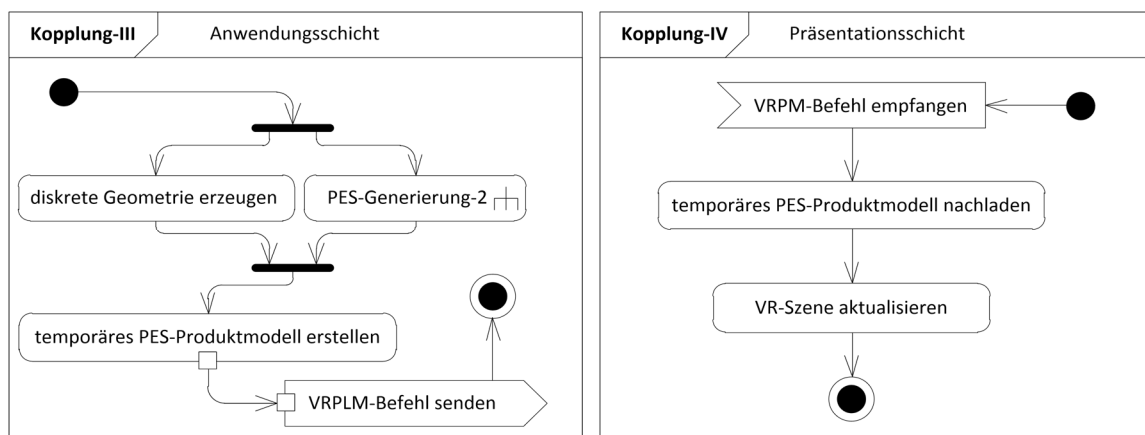 Kopplung-III Anwendungsschicht
diskrete Geometrie erzeugen
PES-Generierung-2
temporäres PES-Produktmodell erstellen
VRPLM-Befehl senden
Kopplung-IV Präsentationsschicht
VRPM-Befehl empfangen
temporäres PES-Produktmodell nachladen
VR-Szene aktualisieren